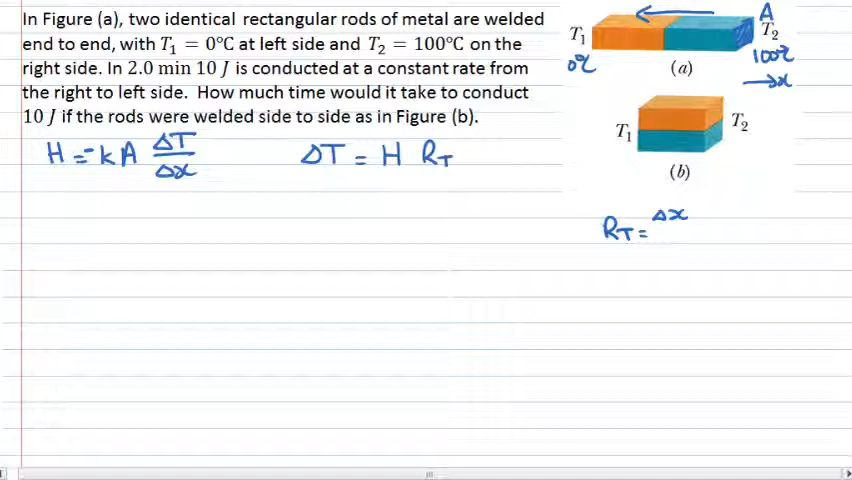 In Figure (a), two identical rectangular rods of metal are welded
end to end, with T₁ = 0°C at left side and T₂ = 100°C on the
right side. In 2.0 min 10 J is conducted at a constant rate from
the right to left side. How much time would it take to conduct
10 J if the rods were welded side to side as in Figure (b).
A
T₁
T₂
0°C
100°C
(a)
→x
T₁
T₂
(b)
H = -kA ΔT/Δx
ΔT = H R_T
R_T = Δx